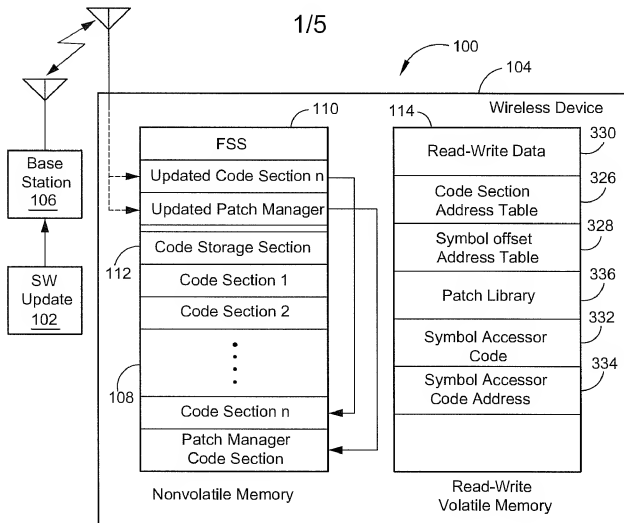 1/5
100
104
Wireless Device
110
FSS
Updated Code Section n
Updated Patch Manager
112
Code Storage Section
Code Section 1
Code Section 2
108
Code Section n
Patch Manager
Code Section
Nonvolatile Memory
Base
Station
106
SW
Update
102
114
Read-Write Data
330
Code Section
Address Table
326
Symbol offset
Address Table
328
Patch Library
336
Symbol Accessor
Code
332
Symbol Accessor
Code Address
334
Read-Write
Volatile Memory